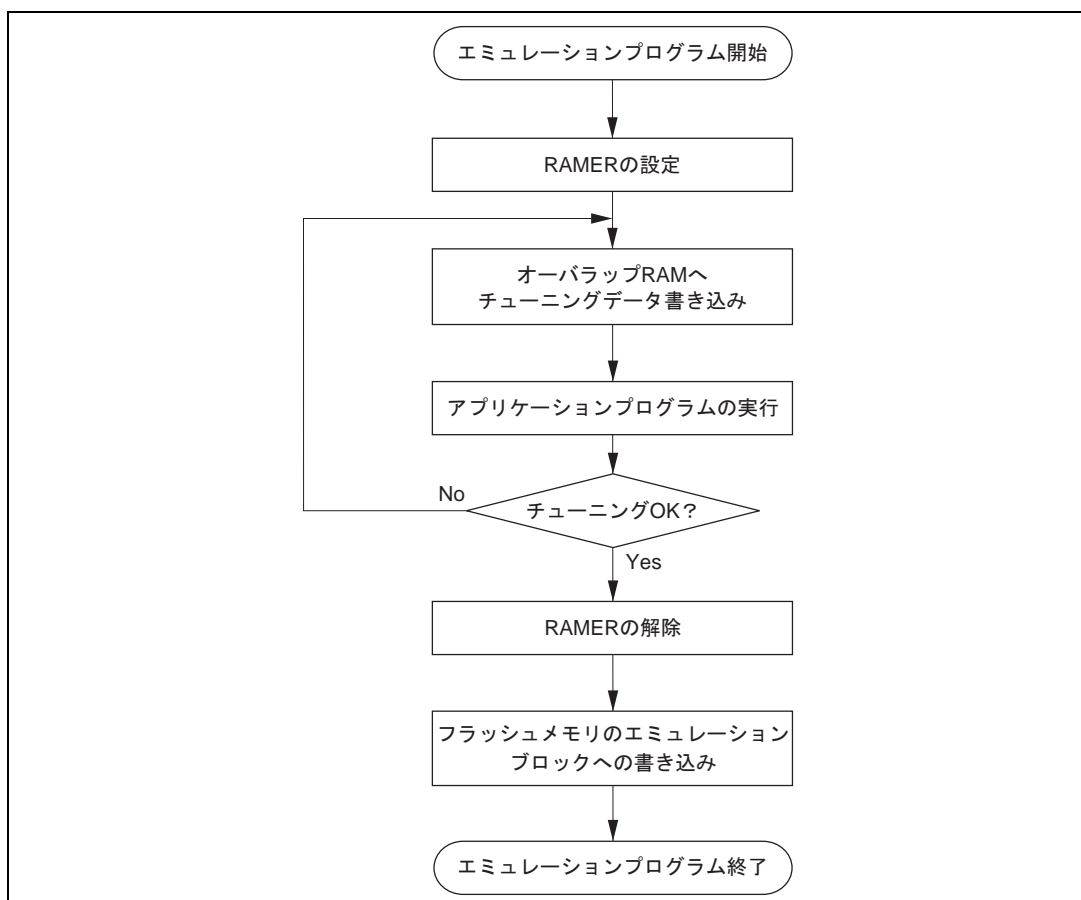 エミュレーションプログラム開始
RAMERの設定
オーバラップRAMへ
チューニングデータ書き込み
アプリケーションプログラムの実行
No
チューニングOK?
Yes
RAMERの解除
フラッシュメモリのエミュレーション
ブロックへの書き込み
エミュレーションプログラム終了